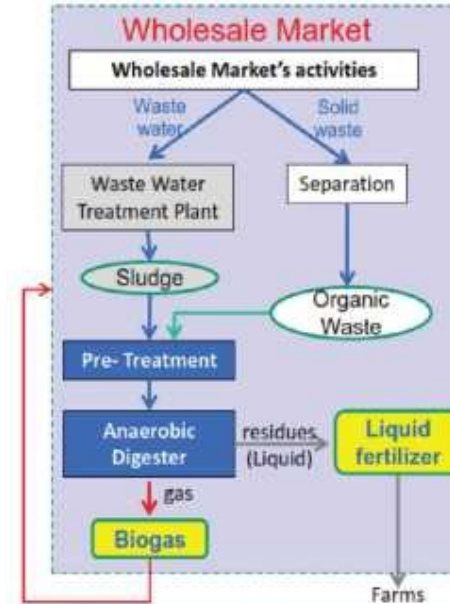 Wholesale Market
Wholesale Market's activities
Waste
water
Solid
waste
Waste Water
Treatment Plant
Separation
Sludge
Organic
Waste
Pre- Treatment
Anaerobic
Digester
residues
(Liquid)
Liquid
fertilizer
gas
Biogas
Farms